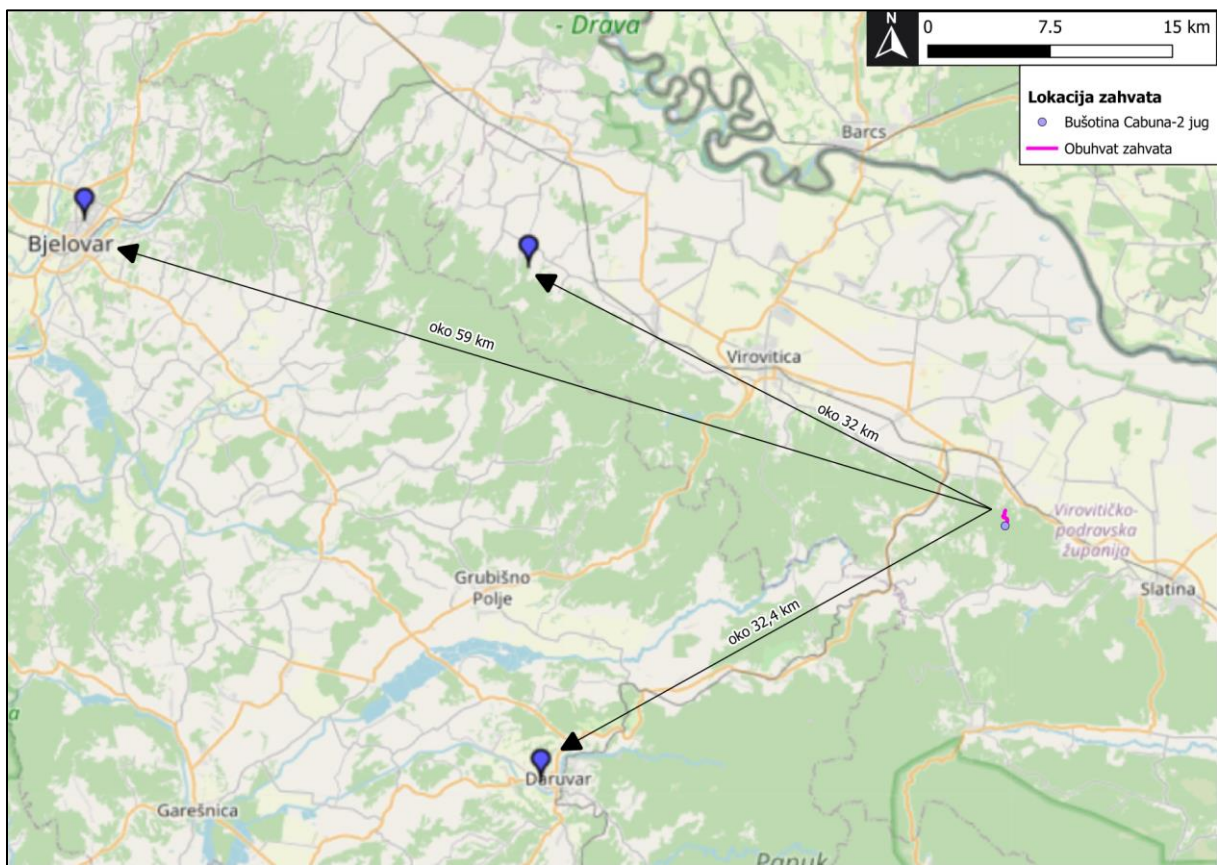 - Drava
N
0 7.5 15 km
Lokacija zahvata
Bušotina Cabuna-2 jug
Obuhvat zahvata
Barcs
Bjelovar
oko 59 km
Virovitica
oko 32 km
Virovitičko-
podravska
županija
Slatina
Grubišno
Polje
oko 32,4 km
Daruvar
Garešnica
a
Papuk